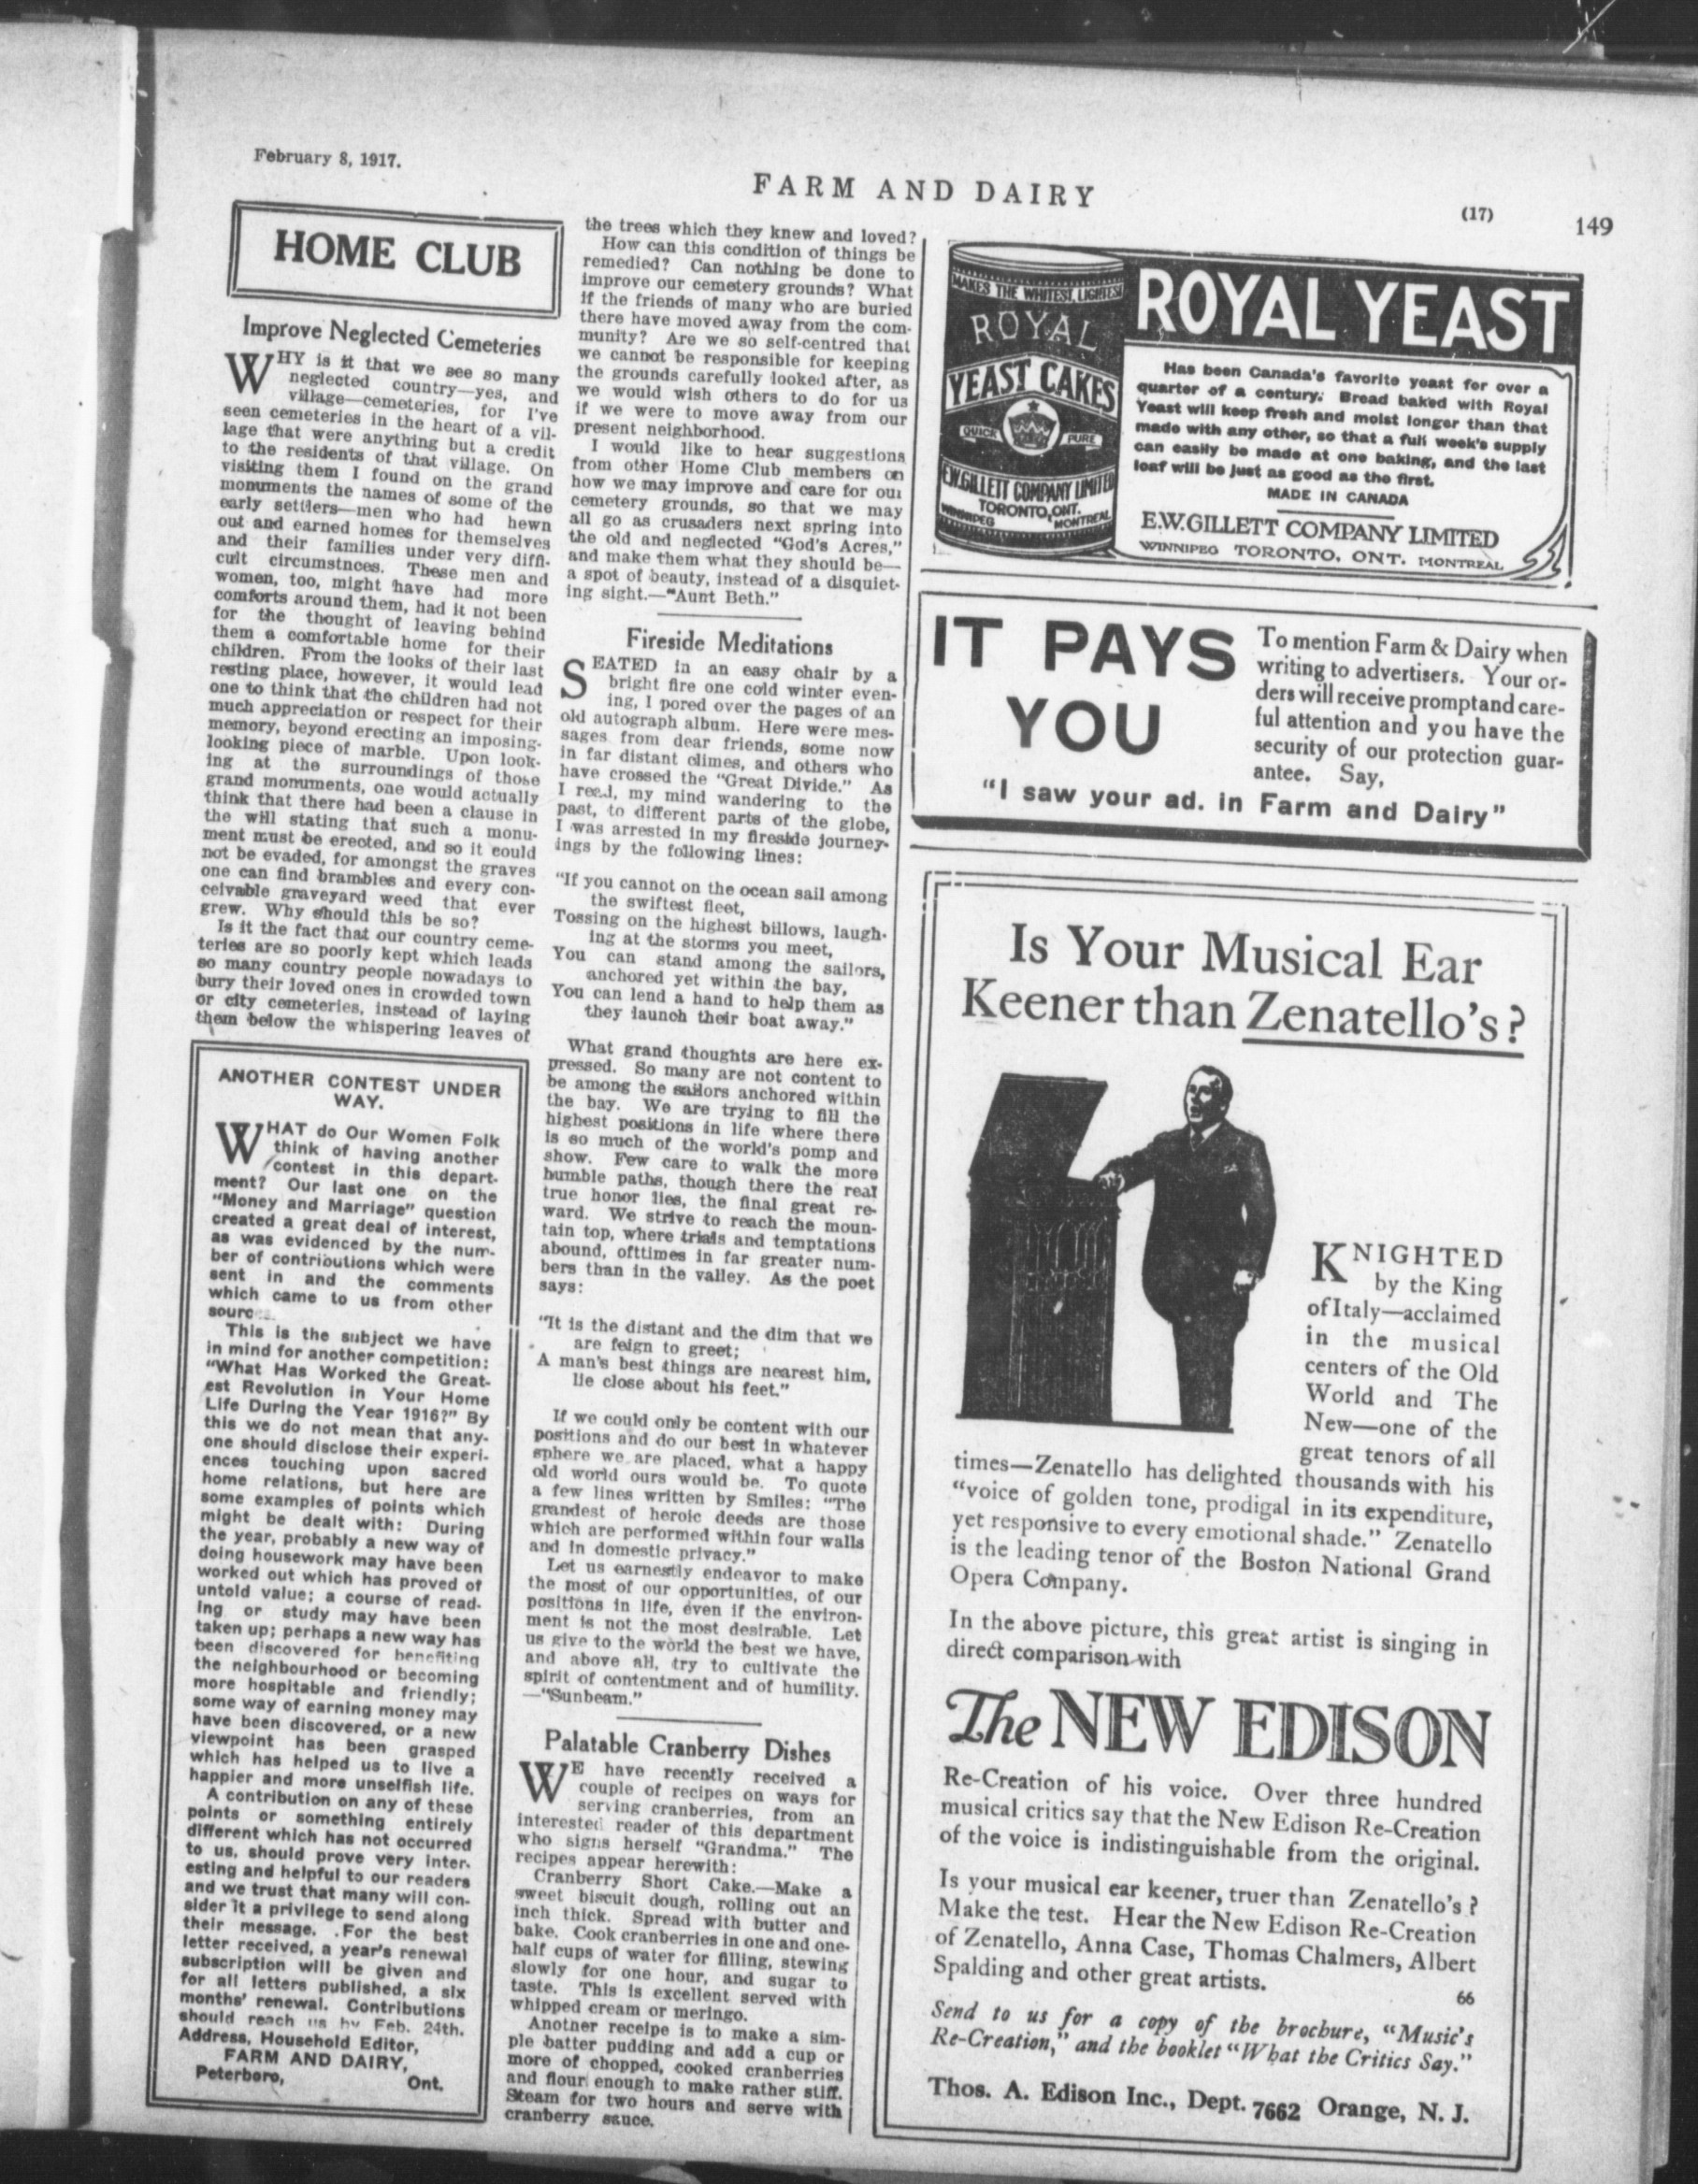 February 8, 1917.
FARM AND DAIRY
(17)
149
HOME CLUB
Improve Neglected Cemeteries
WHY is it that we see so many
neglected country—yes, and
village—cemeteries, for I've
seen cemeteries in the heart of a vil-
lage that were anything but a credit
to the residents of that village. On
visiting them I found on the grand
monuments the names of some of the
early settlers—men who had hewn
out and earned homes for themselves
and their families under very diffi-
cult circumstnces. These men and
women, too, might have had more
comforts around them, had it not been
for the thought of leaving behind
them a comfortable home for their
children. From the looks of their last
resting place, however, it would lead
one to think that the children had not
much appreciation or respect for their
memory, beyond erecting an imposing-
looking piece of marble. Upon look-
ing at the surroundings of those
grand monuments, one would actually
think that there had been a clause in
the will stating that such a monu-
ment must be erected, and so it could
not be evaded, for amongst the graves
one can find brambles and every con-
ceivable graveyard weed that ever
grew. Why should this be so?
Is it the fact that our country ceme-
teries are so poorly kept which leads
so many country people nowadays to
bury their loved ones in crowded town
or city cemeteries, instead of laying
them below the whispering leaves of
ANOTHER CONTEST UNDER
WAY.
WHAT do Our Women Folk
think of having another
contest in this depart-
ment? Our last one on the
"Money and Marriage" question
created a great deal of interest,
as was evidenced by the num-
ber of contributions which were
sent in and the comments
which came to us from other
This is the subject we have
in mind for another competition:
"What Has Worked the Great-
est Revolution in Your Home
Life During the Year 1916?" By
this we do not mean that any-
one should disclose their experi-
ences touching upon sacred
home relations, but here are
some examples of points which
might be dealt with: During
the year, probably a new way of
doing housework may have been
worked out which has proved of
untold value; a course of read-
ing or study may have been
taken up; perhaps a new way has
been discovered for benefiting
the neighbourhood or becoming
more hospitable and friendly;
some way of earning money may
have been discovered, or a new
viewpoint has been grasped
which has helped us to live a
happier and more unselfish life.
A contribution on any of these
points or something entirely
different which has not occurred
to us, should prove very inter-
esting and helpful to our readers
and we trust that many will con-
sider it a privilege to send along
their message. For the best
letter received, a year's renewal
subscription will be given and
for all letters published, a six
months' renewal. Contributions
should reach us by Feb. 24th.
Address, Household Editor,
FARM AND DAIRY,
Peterboro, Ont.
the trees which they knew and loved?
How can this condition of things be
remedied? Can nothing be done to
improve our cemetery grounds? What
if the friends of many who are buried
there have moved away from the com-
munity? Are we so self-centred that
we cannot be responsible for keeping
the grounds carefully looked after, as
we would wish others to do for us
if we were to move away from our
present neighborhood.
I would like to hear suggestions
from other Home Club members on
how we may improve and care for our
cemetery grounds, so that we may
all go as crusaders next spring into
the old and neglected "God's Acres,"
and make them what they should be—
a spot of beauty, instead of a disquiet-
ing sight.—"Aunt Beth."
Fireside Meditations
SEATED in an easy chair by a
bright fire one cold winter even-
ing, I pored over the pages of an
old autograph album. Here were mes-
sages from dear friends, some now
in far distant climes, and others who
have crossed the "Great Divide." As
I read, my mind wandering to the
past, to different parts of the globe,
I was arrested in my fireside journey-
ings by the following lines:
"If you cannot on the ocean sail among
the swiftest fleet,
Tossing on the highest billows, laugh-
ing at the storms you meet,
You can stand among the sailors,
anchored yet within the bay,
You can lend a hand to help them as
they launch their boat away."
What grand thoughts are here ex-
pressed. So many are not content to
be among the sailors anchored within
the bay. We are trying to fill the
highest positions in life where there
is so much of the world's pomp and
show. Few care to walk the more
humble paths, though there the real
true honor lies, the final great re-
ward. We strive to reach the moun-
tain top, where trials and temptations
abound, ofttimes in far greater num-
bers than in the valley. As the poet
says:
"It is the distant and the dim that we
are feign to greet;
A man's best things are nearest him,
lie close about his feet."
If we could only be content with our
positions and do our best in whatever
sphere we are placed, what a happy
old world ours would be. To quote
a few lines written by Smiles: "The
grandest of heroic deeds are those
which are performed within four walls
and in domestic privacy."
Let us earnestly endeavor to make
the most of our opportunities, of our
positions in life, even if the environ-
ment is not the most desirable. Let
us give to the world the best we have,
and above all, try to cultivate the
spirit of contentment and of humility.
—"Sunbeam."
Palatable Cranberry Dishes
WE have recently received a
couple of recipes on ways for
serving cranberries, from an
interested reader of this department
who signs herself "Grandma." The
recipes appear herewith:
Cranberry Short Cake.—Make a
sweet biscuit dough, rolling out an
inch thick. Spread with butter and
bake. Cook cranberries in one and one-
half cups of water for filling, stewing
slowly for one hour, and sugar to
taste. This is excellent served with
whipped cream or meringo.
Another receipe is to make a sim-
ple batter pudding and add a cup or
more of chopped, cooked cranberries
and flour enough to make rather stiff.
Steam for two hours and serve with
cranberry sauce.
MAKES THE WHITEST, LIGHTEST
ROYAL
YEAST CAKES
QUICK
PURE
E.W.GILLETT COMPANY LIMITED
TORONTO, ONT.
WINNIPEG MONTREAL
ROYAL YEAST
Has been Canada's favorite yeast for over a
quarter of a century. Bread baked with Royal
Yeast will keep fresh and moist longer than that
made with any other, so that a full week's supply
can easily be made at one baking, and the last
loaf will be just as good as the first.
MADE IN CANADA
E.W.GILLETT COMPANY LIMITED
WINNIPEG TORONTO, ONT. MONTREAL
IT PAYS
YOU
To mention Farm & Dairy when
writing to advertisers. Your or-
ders will receive prompt and care-
ful attention and you have the
security of our protection guar-
antee. Say,
"I saw your ad. in Farm and Dairy"
Is Your Musical Ear
Keener than Zenatello's?
KNIGHTED
by the King
of Italy—acclaimed
in the musical
centers of the Old
World and The
New—one of the
great tenors of all
times—Zenatello has delighted thousands with his
"voice of golden tone, prodigal in its expenditure,
yet responsive to every emotional shade." Zenatello
is the leading tenor of the Boston National Grand
Opera Company.
In the above picture, this great artist is singing in
direct comparison with
The NEW EDISON
Re-Creation of his voice. Over three hundred
musical critics say that the New Edison Re-Creation
of the voice is indistinguishable from the original.
Is your musical ear keener, truer than Zenatello's?
Make the test. Hear the New Edison Re-Creation
of Zenatello, Anna Case, Thomas Chalmers, Albert
Spalding and other great artists.
66
Send to us for a copy of the brochure, "Music's
Re-Creation," and the booklet "What the Critics Say."
Thos. A. Edison Inc., Dept. 7662 Orange, N. J.